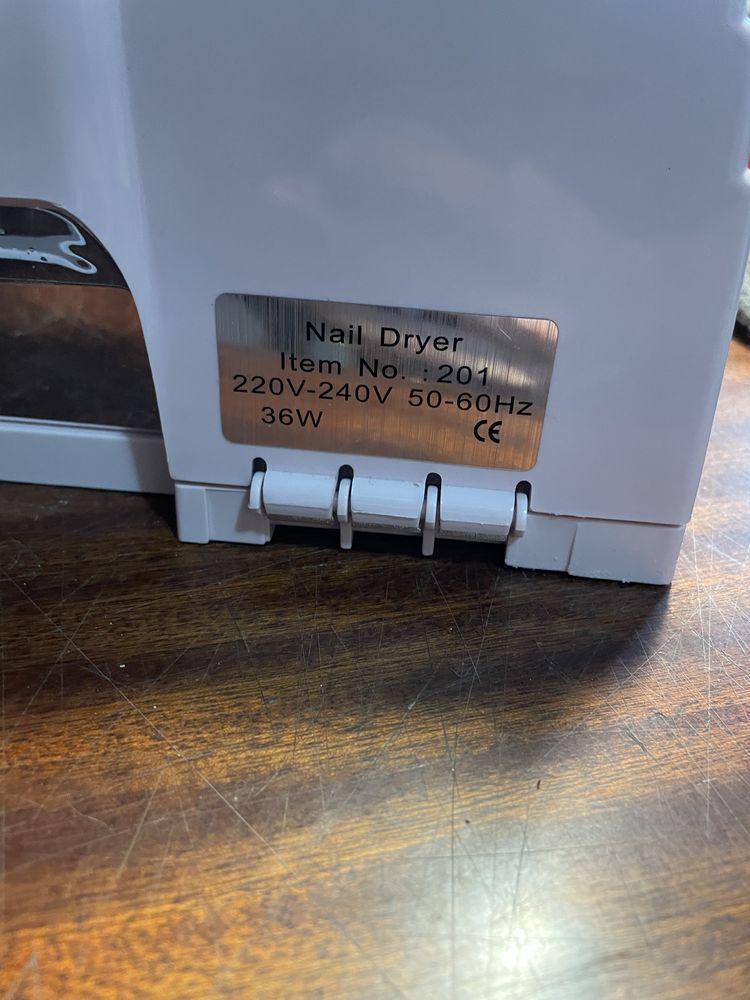 Nail Dryer
Item No. :201
220V-240V 50-60Hz
36W CE